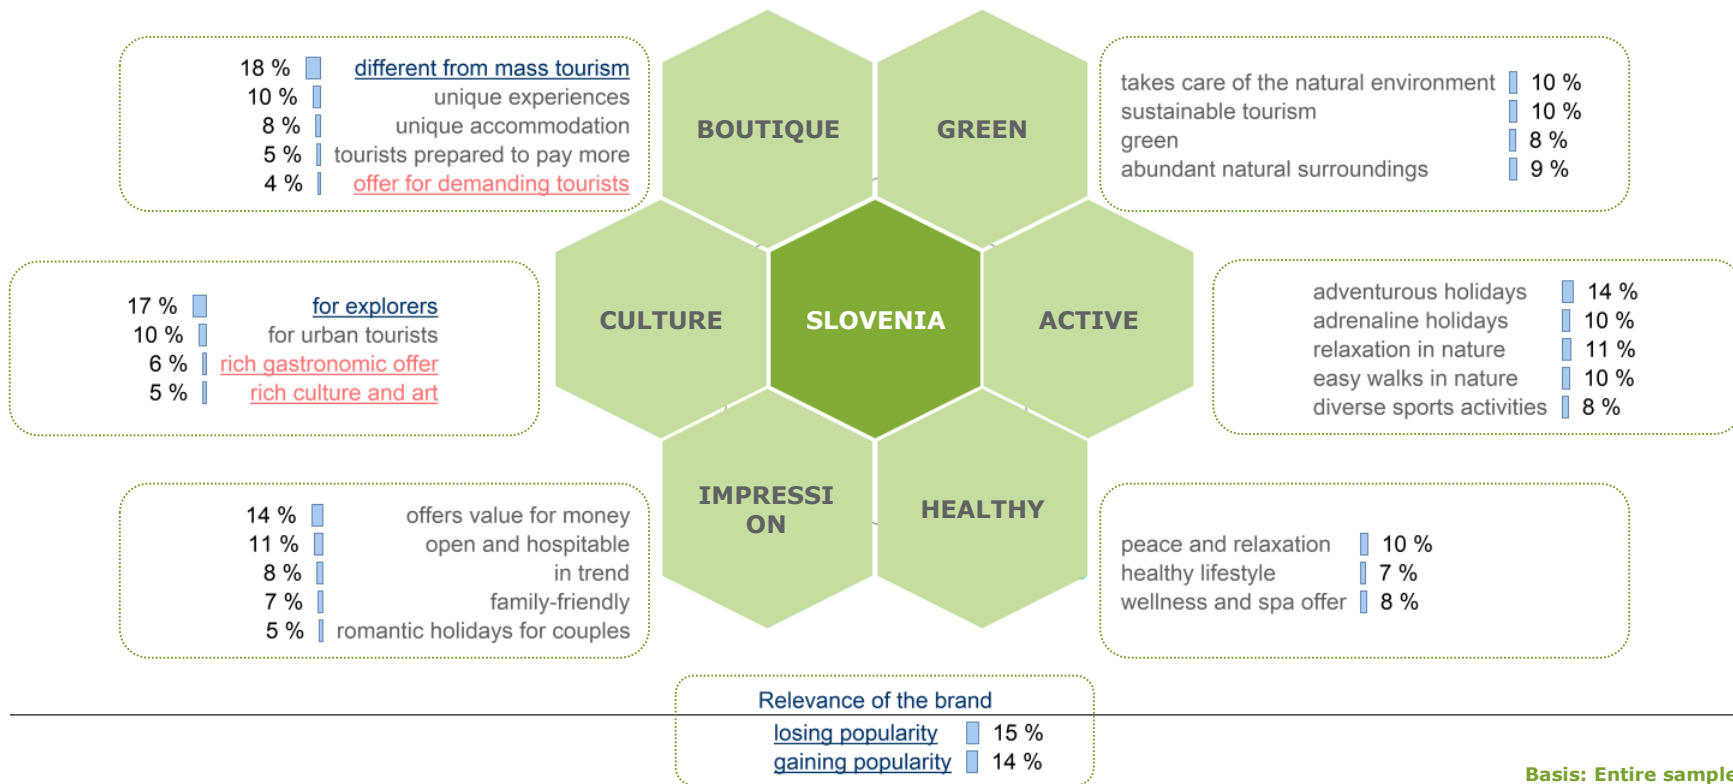 18 % different from mass tourism
10 % unique experiences
8 % unique accommodation
5 % tourists prepared to pay more
4 % offer for demanding tourists
BOUTIQUE
GREEN
takes care of the natural environment 10 %
sustainable tourism 10 %
green 8 %
abundant natural surroundings 9 %
17 % for explorers
10 % for urban tourists
6 % rich gastronomic offer
5 % rich culture and art
CULTURE
SLOVENIA
ACTIVE
adventurous holidays 14 %
adrenaline holidays 10 %
relaxation in nature 11 %
easy walks in nature 10 %
diverse sports activities 8 %
14 % offers value for money
11 % open and hospitable
8 % in trend
7 % family-friendly
5 % romantic holidays for couples
IMPRESSI
ON
HEALTHY
peace and relaxation 10 %
healthy lifestyle 7 %
wellness and spa offer 8 %
Relevance of the brand
losing popularity 15 %
gaining popularity 14 %
Basis: Entire sample